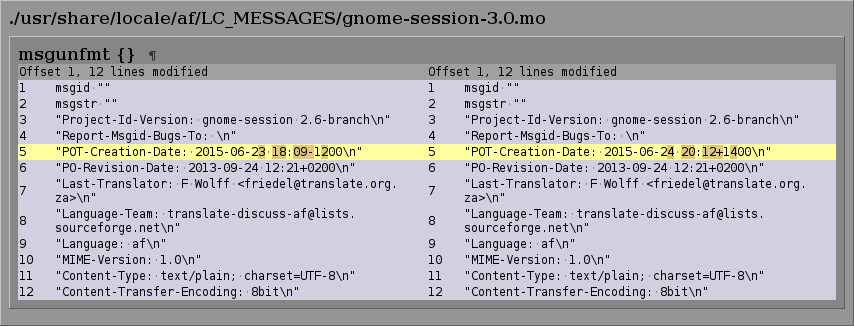 ./usr/share/locale/af/LC_MESSAGES/gnome-session-3.0.mo
msgunfmt {} ¶
Offset 1, 12 lines modified Offset 1, 12 lines modified
1 msgid·"" 1 msgid·""
2 msgstr·"" 2 msgstr·""
3 "Project-Id-Version:·gnome-session·2.6-branch\n" 3 "Project-Id-Version:·gnome-session·2.6-branch\n"
4 "Report-Msgid-Bugs-To:·\n" 4 "Report-Msgid-Bugs-To:·\n"
5 "POT-Creation-Date:·2015-06-23·18:09-1200\n" 5 "POT-Creation-Date:·2015-06-24·20:12+1400\n"
6 "PO-Revision-Date:·2013-09-24·12:21+0200\n" 6 "PO-Revision-Date:·2013-09-24·12:21+0200\n"
7 "Last-Translator:·F·Wolff·<friedel@translate.org. 7 "Last-Translator:·F·Wolff·<friedel@translate.org.
za>\n" za>\n"
8 "Language-Team:·translate-discuss-af@lists. 8 "Language-Team:·translate-discuss-af@lists.
sourceforge.net\n" sourceforge.net\n"
9 "Language:·af\n" 9 "Language:·af\n"
10 "MIME-Version:·1.0\n" 10 "MIME-Version:·1.0\n"
11 "Content-Type:·text/plain;·charset=UTF-8\n" 11 "Content-Type:·text/plain;·charset=UTF-8\n"
12 "Content-Transfer-Encoding:·8bit\n" 12 "Content-Transfer-Encoding:·8bit\n"